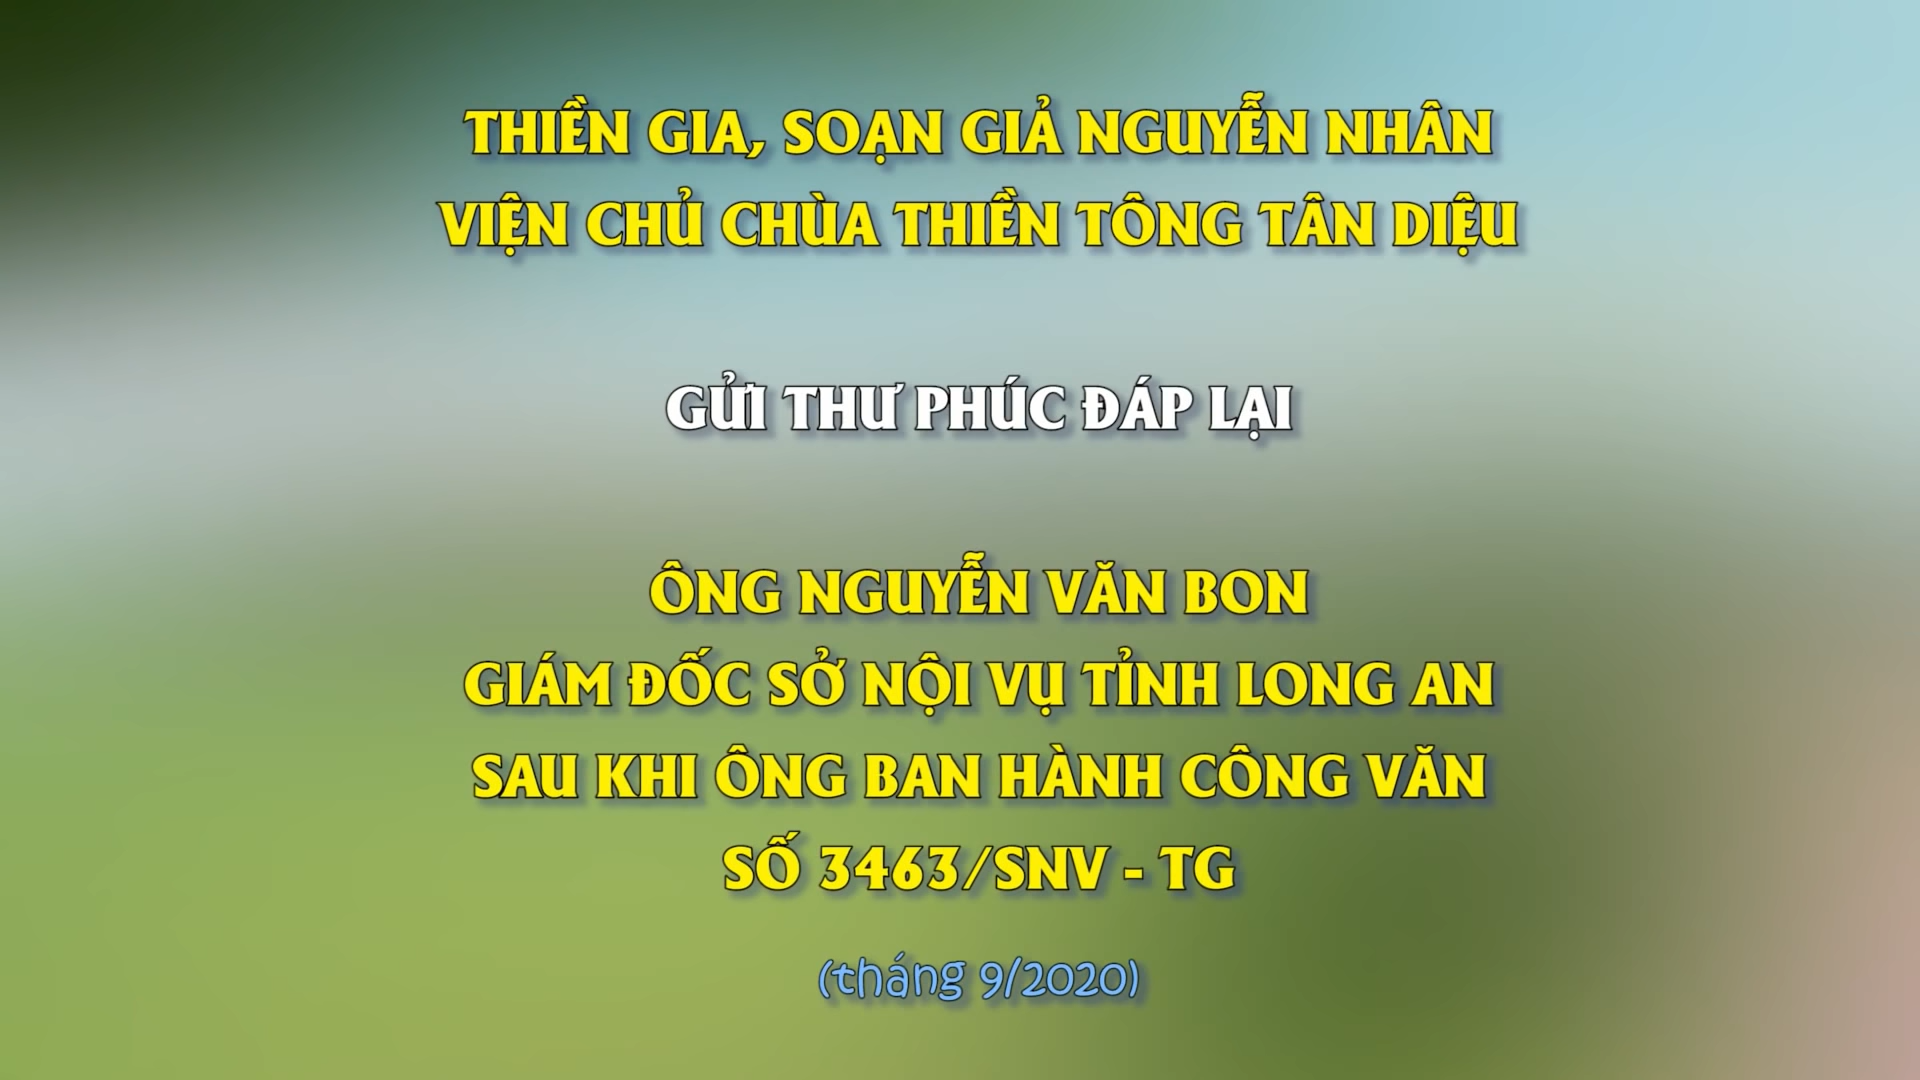 THIỀN GIA, SOẠN GIẢ NGUYỄN NHÂN
VIỆN CHỦ CHÙA THIỀN TÔNG TÂN DIỆU
GỬI THƯ PHÚC ĐÁP LẠI
ÔNG NGUYỄN VĂN BON
GIÁM ĐỐC SỞ NỘI VỤ TỈNH LONG AN
SAU KHI ÔNG BAN HÀNH CÔNG VĂN
SỐ 3463/SNV - TG
(tháng 9/2020)